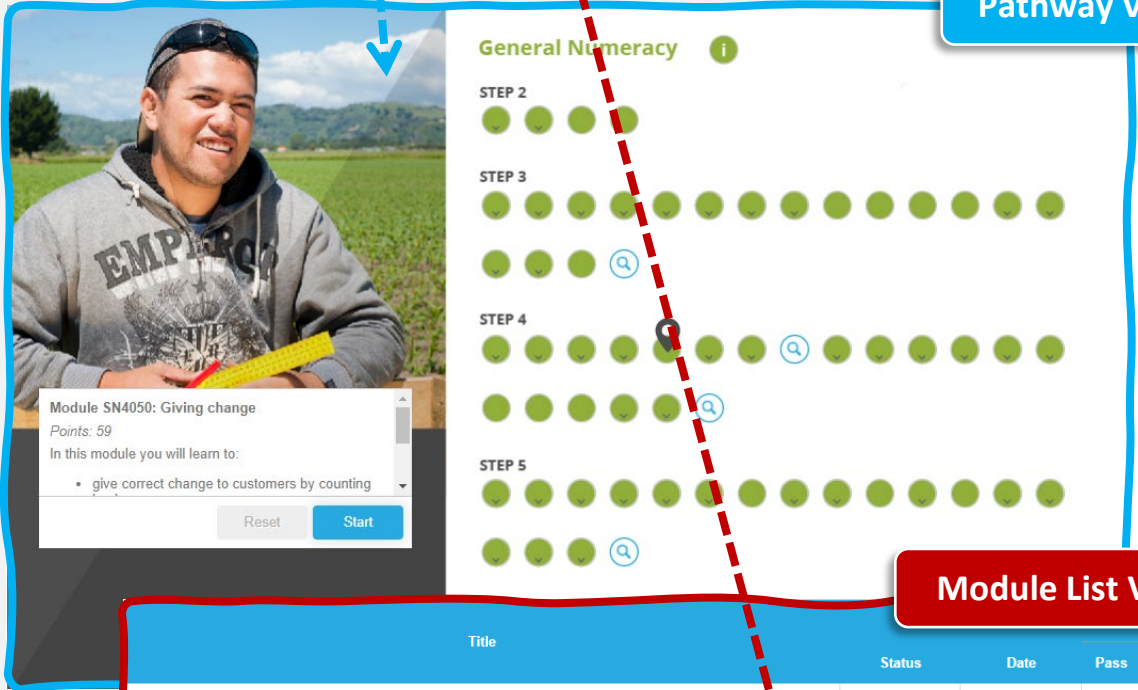 Pathway V
General Numeracy i
STEP 2
STEP 3
STEP 4
STEP 5
EMPEROR
Module SN4050: Giving change
Points: 59
In this module you will learn to:
• give correct change to customers by counting
Reset Start
Module List V
Title
Status Date Pass